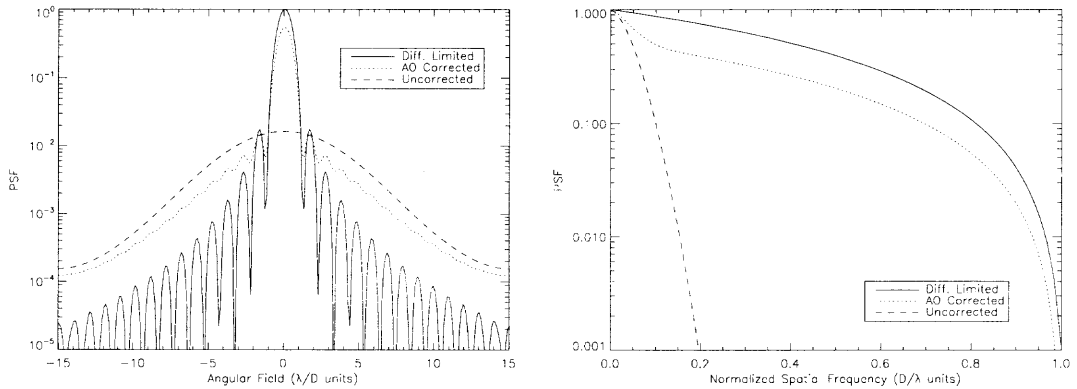 10⁰
10⁻¹
10⁻²
10⁻³
10⁻⁴
10⁻⁵
PSF
Diff. Limited
AO Corrected
Uncorrected
−15 −10 −5 0 5 10 15
Angular Field (λ/D units)
1.000
0.100
0.010
0.001
PSF
Diff. Limited
AO Corrected
Uncorrected
0.0 0.2 0.4 0.6 0.8 1.0
Normalized Spatial Frequency (D/λ units)